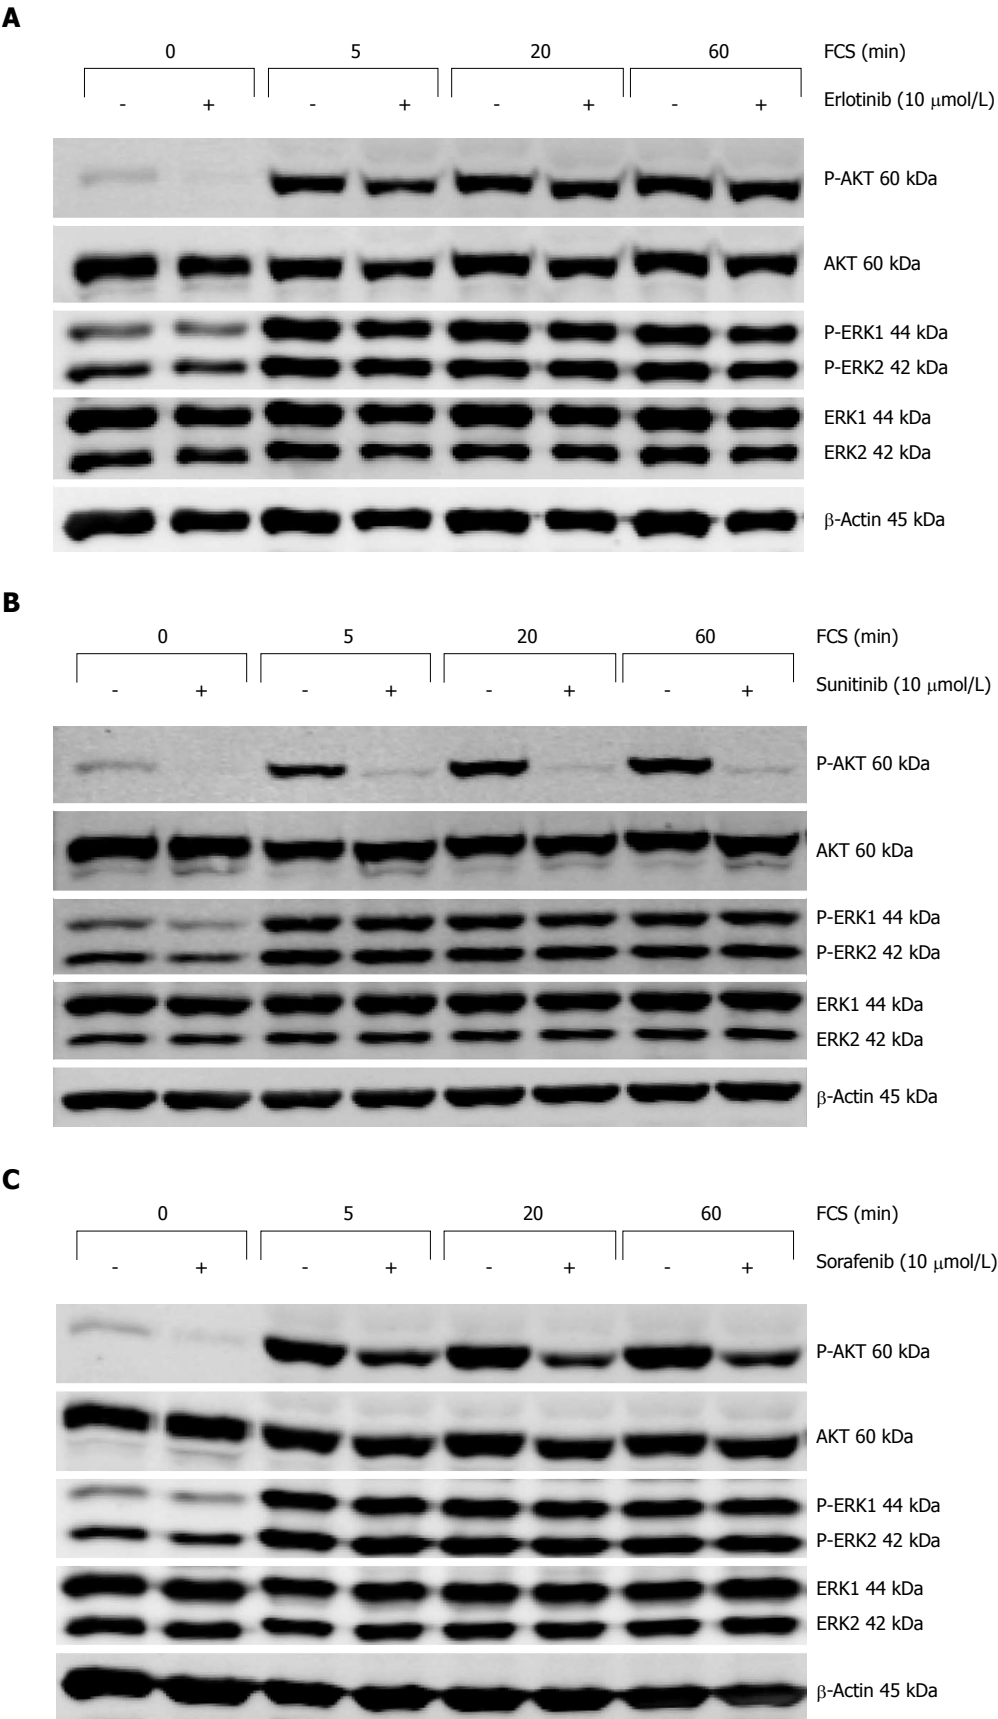 A
0 5 20 60 FCS (min)
- + - + - + - + Erlotinib (10 μmol/L)
P-AKT 60 kDa
AKT 60 kDa
P-ERK1 44 kDa
P-ERK2 42 kDa
ERK1 44 kDa
ERK2 42 kDa
β-Actin 45 kDa
B
0 5 20 60 FCS (min)
- + - + - + - + Sunitinib (10 μmol/L)
P-AKT 60 kDa
AKT 60 kDa
P-ERK1 44 kDa
P-ERK2 42 kDa
ERK1 44 kDa
ERK2 42 kDa
β-Actin 45 kDa
C
0 5 20 60 FCS (min)
- + - + - + - + Sorafenib (10 μmol/L)
P-AKT 60 kDa
AKT 60 kDa
P-ERK1 44 kDa
P-ERK2 42 kDa
ERK1 44 kDa
ERK2 42 kDa
β-Actin 45 kDa